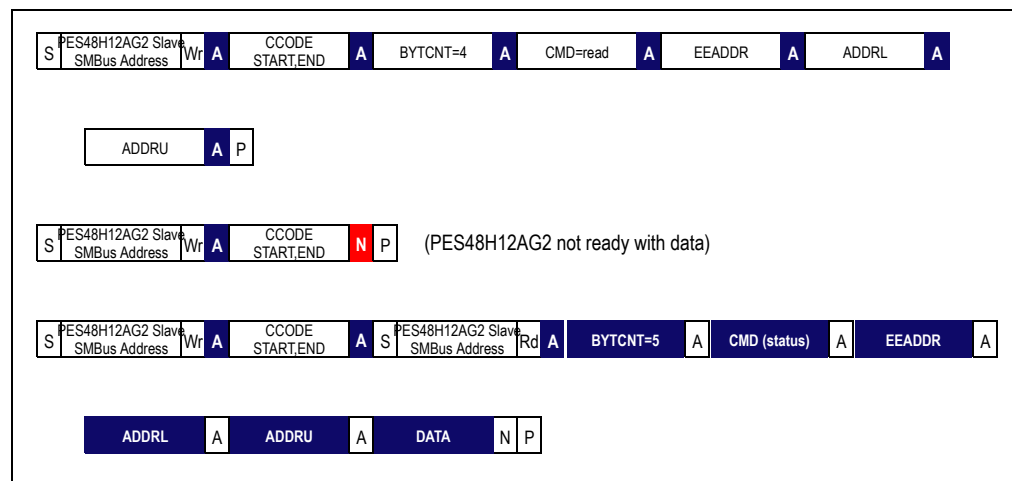 S PES48H12AG2 Slave SMBus Address Wr A CCODE START,END A BYTCNT=4 A CMD=read A EEADDR A ADDRL A
ADDRU A P
S PES48H12AG2 Slave SMBus Address Wr A CCODE START,END N P (PES48H12AG2 not ready with data)
S PES48H12AG2 Slave SMBus Address Wr A CCODE START,END A S PES48H12AG2 Slave SMBus Address Rd A BYTCNT=5 A CMD (status) A EEADDR A
ADDRL A ADDRU A DATA N P